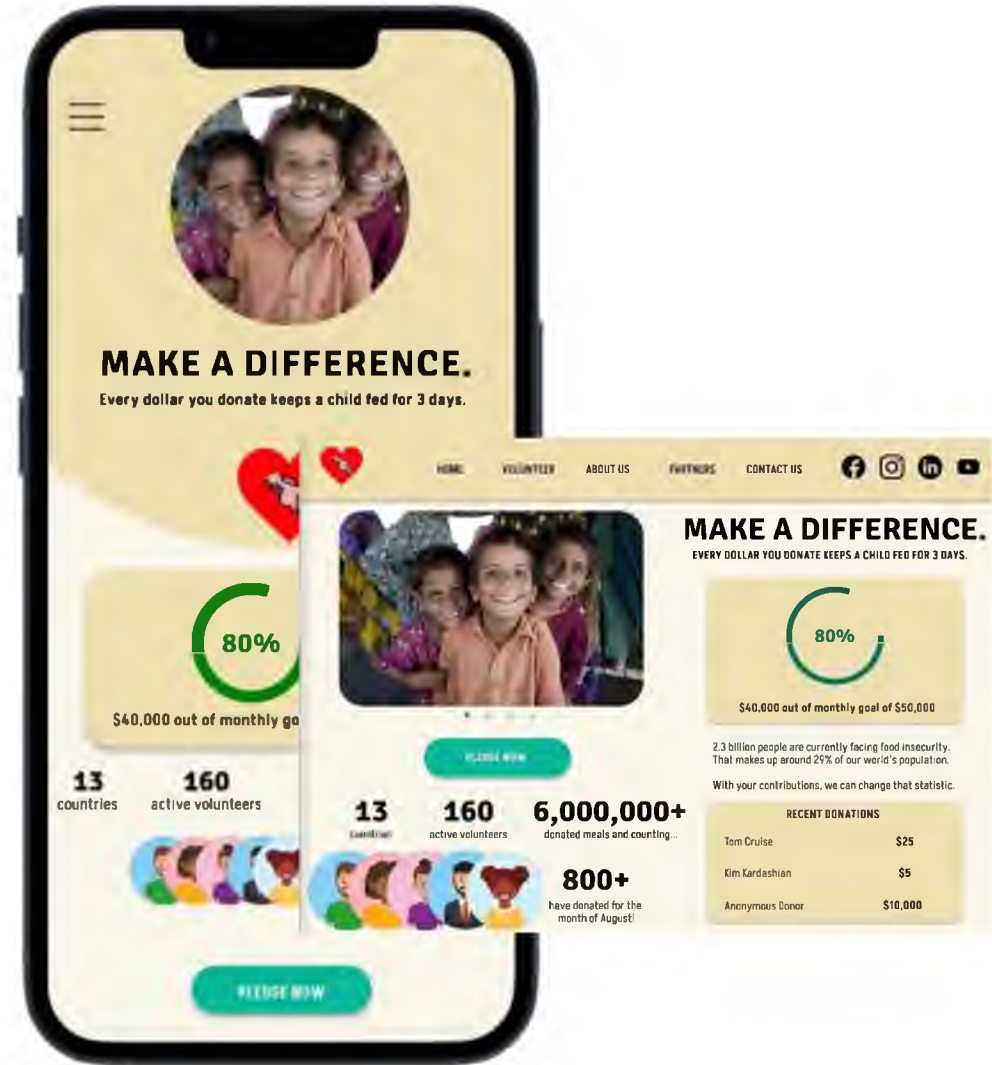 MAKE A DIFFERENCE.
Every dollar you donate keeps a child fed for 3 days.
80%
$40,000 out of monthly go
13
countries
160
active volunteers
PLEDGE NOW
HOME
VOLUNTEER
ABOUT US
PARTNERS
CONTACT US
MAKE A DIFFERENCE.
EVERY DOLLAR YOU DONATE KEEPS A CHILD FED FOR 3 DAYS.
80%
$40,000 out of monthly goal of $50,000
PLEDGE NOW
2.3 billion people are currently facing food insecurity.
That makes up around 29% of our world's population.
With your contributions, we can change that statistic.
13
countries
160
active volunteers
6,000,000+
donated meals and counting...
800+
have donated for the
month of August!
RECENT DONATIONS
Tom Cruise $25
Kim Kardashian $5
Anonymous Donor $10,000